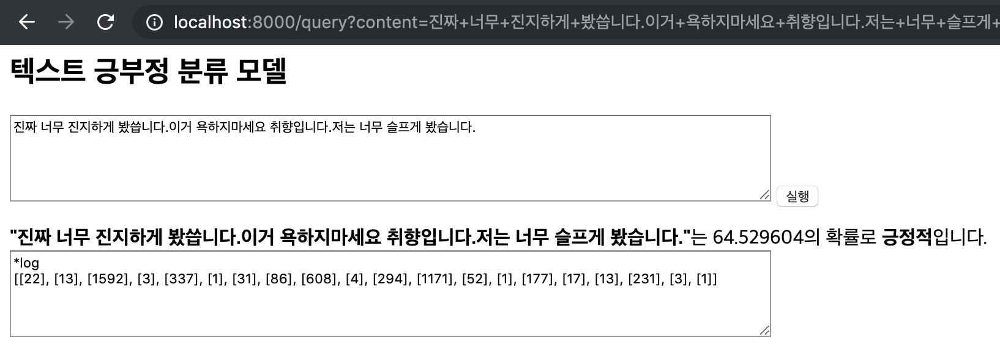 localhost:8000/query?content=진짜+너무+진지하게+봤씁니다.이거+욕하지마세요+취향입니다.저는+너무+슬프게+
텍스트 긍부정 분류 모델
진짜 너무 진지하게 봤씁니다.이거 욕하지마세요 취향입니다.저는 너무 슬프게 봤습니다.
실행
"진짜 너무 진지하게 봤씁니다.이거 욕하지마세요 취향입니다.저는 너무 슬프게 봤습니다."는 64.529604의 확률로 긍정적입니다.
*log
[[22], [13], [1592], [3], [337], [1], [31], [86], [608], [4], [294], [1171], [52], [1], [177], [17], [13], [231], [3], [1]]